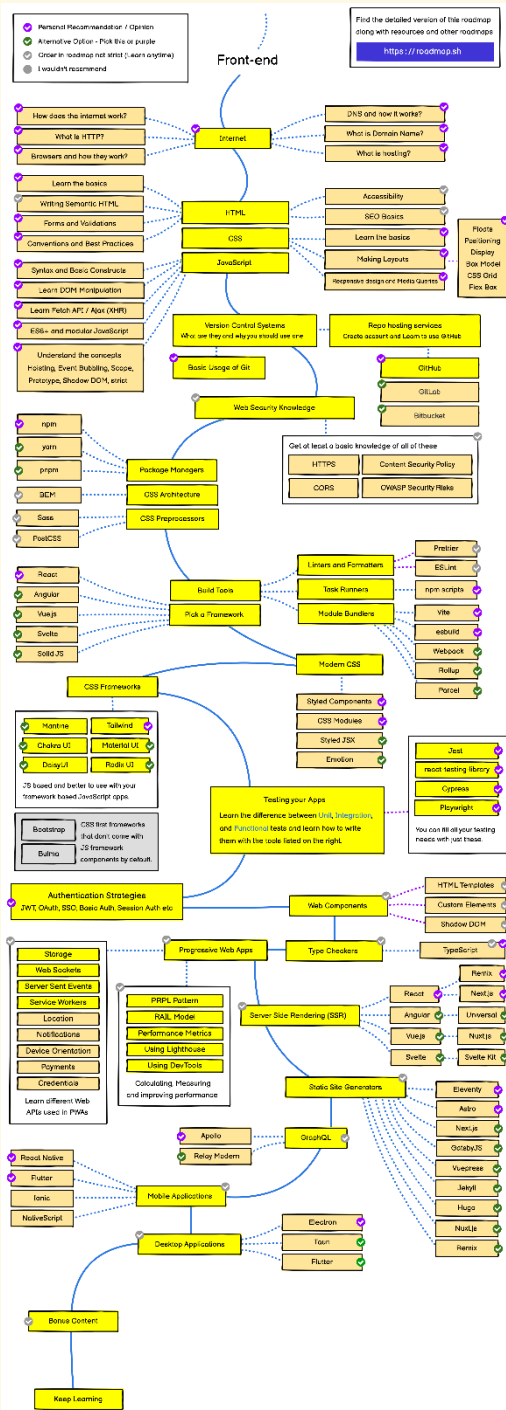 Personal Recommendation / Opinion
Alternative Option - Pick this or purple
Order in roadmap not strict (Learn anytime)
I wouldn't recommend
Find the detailed version of this roadmap
along with resources and other roadmaps
https://roadmap.sh
Front-end
How does the internet work?
What is HTTP?
Browsers and how they work?
Internet
DNS and how it works?
What is Domain Name?
What is hosting?
Learn the basics
Writing Semantic HTML
Forms and Validations
Conventions and Best Practices
HTML
CSS
JavaScript
Accessibility
SEO Basics
Learn the basics
Making Layouts
Responsive design and Media Queries
Floats
Positioning
Display
Box Model
CSS Grid
Flex Box
Syntax and Basic Constructs
Learn DOM Manipulation
Learn Fetch API / Ajax (XHR)
ES6+ and modular JavaScript
Understand the concepts
Hoisting, Event Bubbling, Scope,
Prototype, Shadow DOM, strict
Version Control Systems
What are they and why you should use one
Basic Usage of Git
Repo hosting services
Create account and Learn to use GitHub
GitHub
GitLab
Bitbucket
Web Security Knowledge
Get at least a basic knowledge of all of these
HTTPS
Content Security Policy
CORS
OWASP Security Risks
npm
yarn
pnpm
Package Managers
BEM
CSS Architecture
Sass
PostCSS
CSS Preprocessors
Build Tools
Linters and Formatters
Prettier
ESLint
Task Runners
npm scripts
Module Bundlers
Vite
esbuild
Webpack
Rollup
Parcel
React
Angular
Vue.js
Svelte
Solid JS
Pick a Framework
Modern CSS
Styled Components
CSS Modules
Styled JSX
Emotion
CSS Frameworks
Mantine
Tailwind
Chakra UI
Material UI
DaisyUI
Radix UI
JS based and better to use with your
framework based JavaScript apps.
Bootstrap
Bulma
CSS first frameworks
that don't come with
JS framework
components by default.
Testing your Apps
Learn the difference between Unit, Integration,
and Functional tests and learn how to write
them with the tools listed on the right.
Jest
react testing library
Cypress
Playwright
You can fill all your testing
needs with just these.
Authentication Strategies
JWT, OAuth, SSO, Basic Auth, Session Auth etc
Web Components
HTML Templates
Custom Elements
Shadow DOM
Type Checkers
TypeScript
Progressive Web Apps
Storage
Web Sockets
Server Sent Events
Service Workers
Location
Notifications
Device Orientation
Payments
Credentials
Learn different Web
APIs used in PWAs
PRPL Pattern
RAIL Model
Performance Metrics
Using Lighthouse
Using DevTools
Calculating, Measuring
and improving performance
Server Side Rendering (SSR)
React
Remix
Next.js
Angular
Universal
Vue.js
Nuxt.js
Svelte
Svelte Kit
Static Site Generators
Eleventy
Astro
Next.js
GatsbyJS
Vuepress
Jekyll
Hugo
Nuxt.js
Remix
GraphQL
Apollo
Relay Modern
React Native
Flutter
Ionic
NativeScript
Mobile Applications
Desktop Applications
Electron
Tauri
Flutter
Bonus Content
Keep Learning